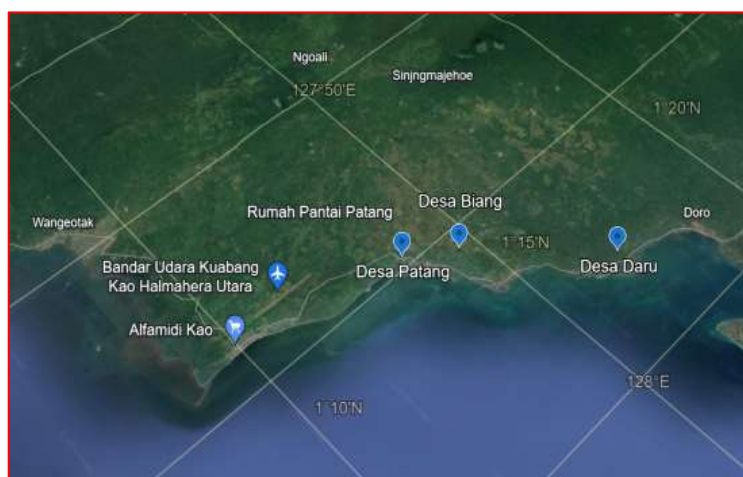 Ngoali
Sinjngmajehoe
127°50'E
1°20'N
Rumah Pantai Patang
Desa Biang
Doro
Wangeotak
1°15'N
Bandar Udara Kuabang
Kao Halmahera Utara
Desa Patang
Desa Daru
Alfamidi Kao
128°E
1°10'N